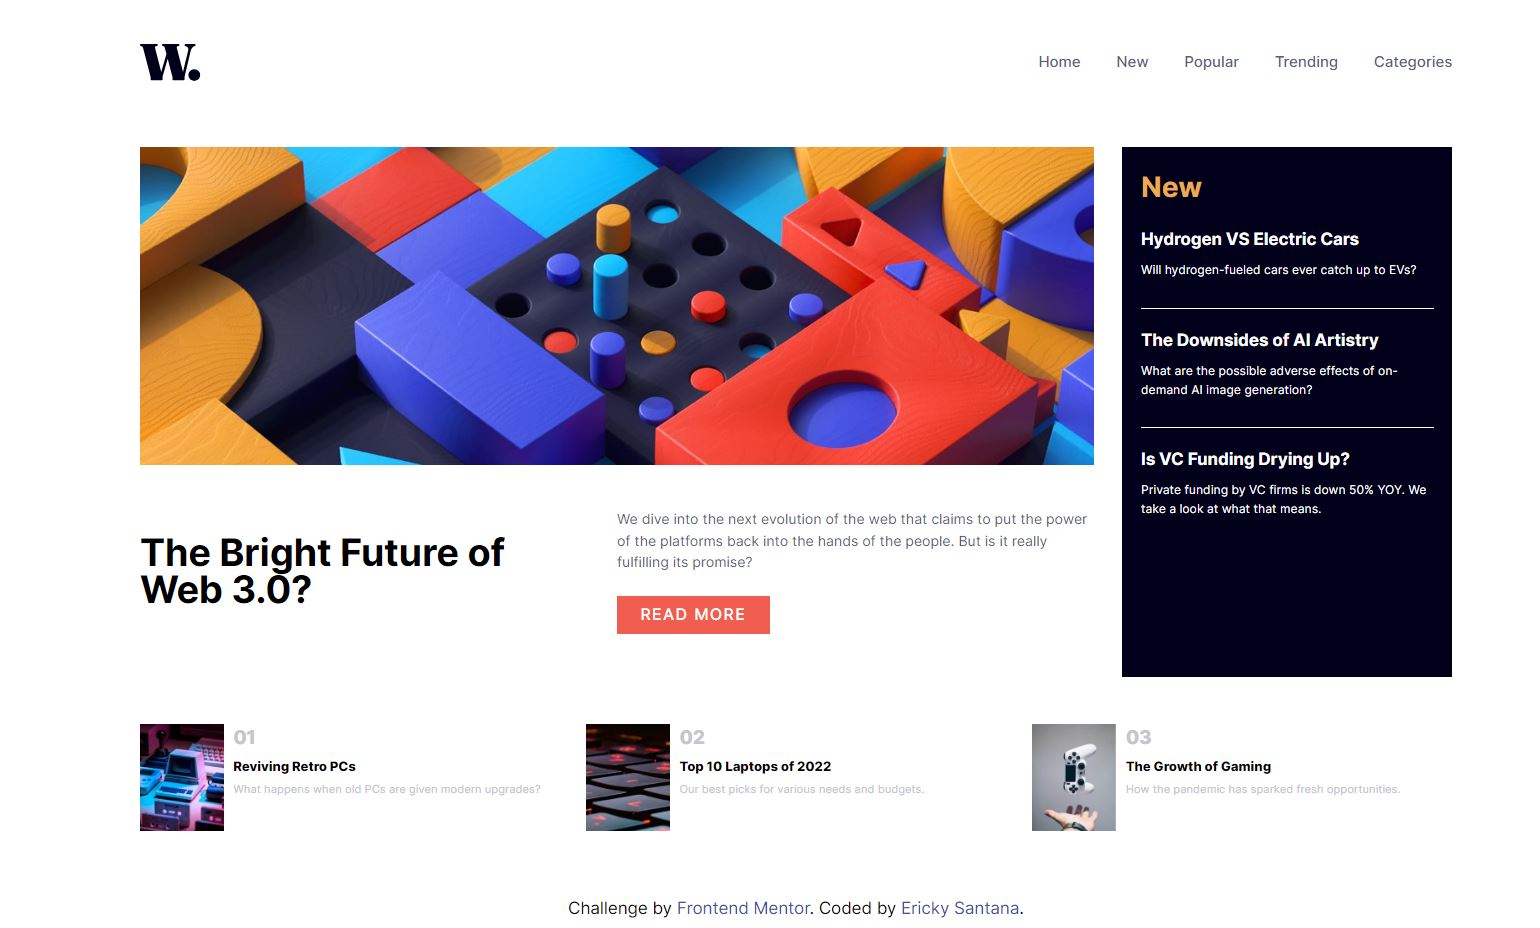 W.
Home New Popular Trending Categories
New
Hydrogen VS Electric Cars
Will hydrogen-fueled cars ever catch up to EVs?
The Downsides of AI Artistry
What are the possible adverse effects of on-
demand AI image generation?
Is VC Funding Drying Up?
Private funding by VC firms is down 50% YOY. We
take a look at what that means.
The Bright Future of
Web 3.0?
We dive into the next evolution of the web that claims to put the power
of the platforms back into the hands of the people. But is it really
fulfilling its promise?
READ MORE
01
Reviving Retro PCs
What happens when old PCs are given modern upgrades?
02
Top 10 Laptops of 2022
Our best picks for various needs and budgets.
03
The Growth of Gaming
How the pandemic has sparked fresh opportunities.
Challenge by Frontend Mentor. Coded by Ericky Santana.